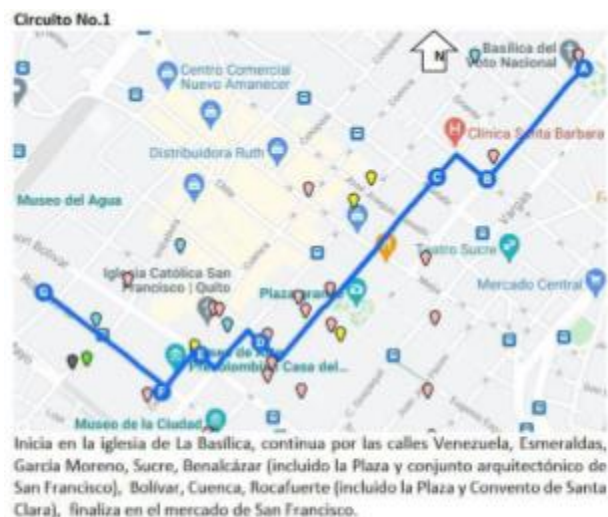 Circuito No.1
N
Basílica del
Voto Nacional
A
Centro Comercial
Nuevo Amanecer
Clínica Santa Barbara
Distribuidora Ruth
C
B
Vargas
Museo del Agua
Teatro Sucre
Mercado Central
Iglesia Católica San
Francisco | Quito
Plaza grande
G
D
E
Casa del...
F
Museo de la Ciudad
Inicia en la iglesia de La Basílica, continua por las calles Venezuela, Esmeraldas,
García Moreno, Sucre, Benalcázar (incluido la Plaza y conjunto arquitectónico de
San Francisco), Bolívar, Cuenca, Rocafuerte (incluido la Plaza y Convento de Santa
Clara), finaliza en el mercado de San Francisco.